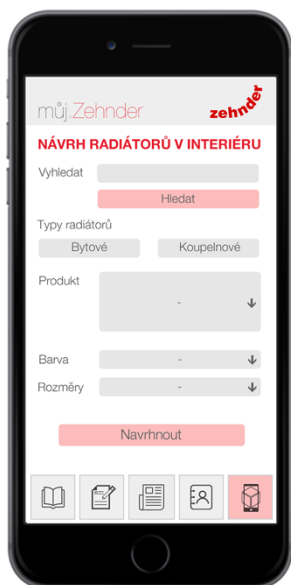 můj.Zehnder
zehnder
NÁVRH RADIÁTORŮ V INTERIÉRU
Vyhledat
Hledat
Typy radiátorů
Bytové Koupelnové
Produkt -
Barva -
Rozměry -
Navrhnout